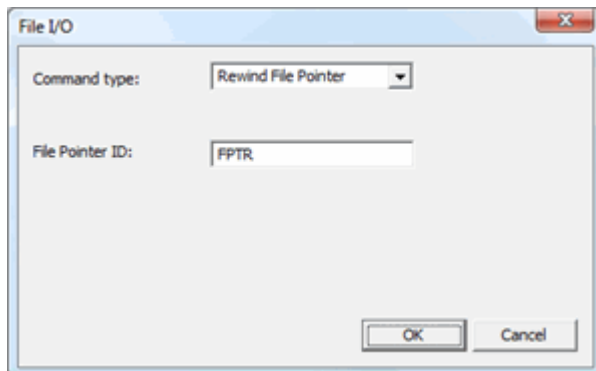 File I/O
Command type: Rewind File Pointer
File Pointer ID: FPTR
OK Cancel